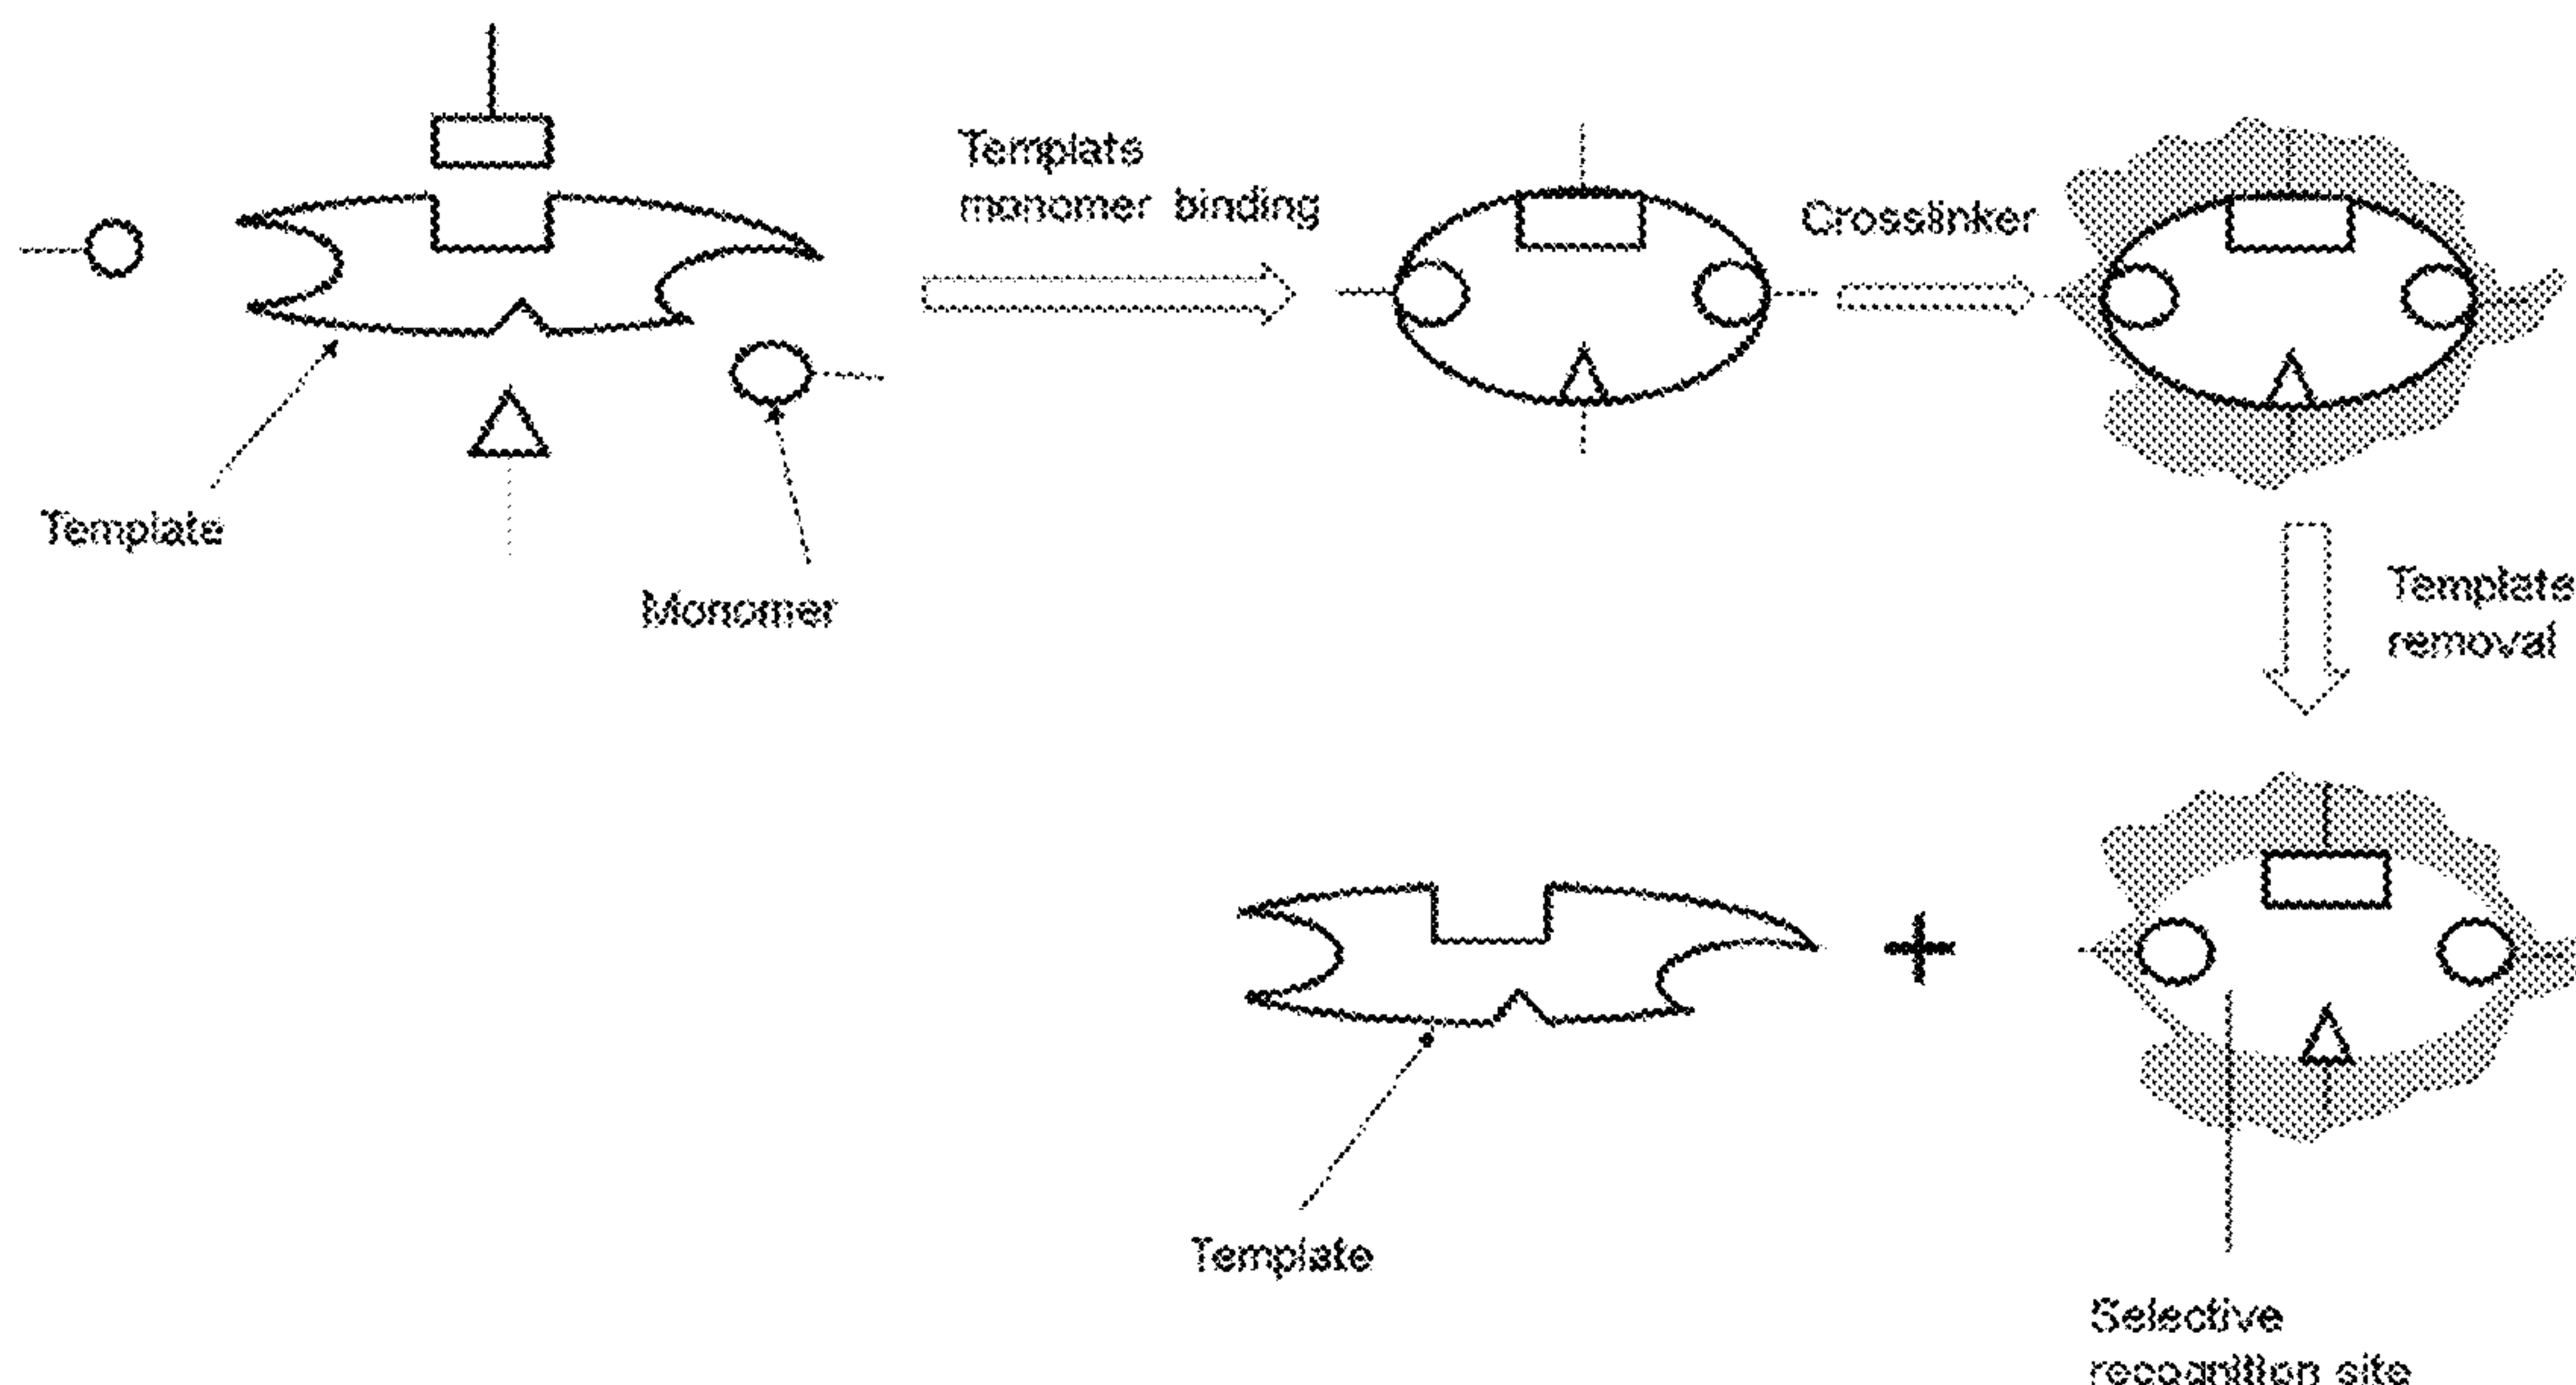 Templats
monomer binding
Crosslinker
Template
Monomer
Template
removal
Template
Selective
recognition site